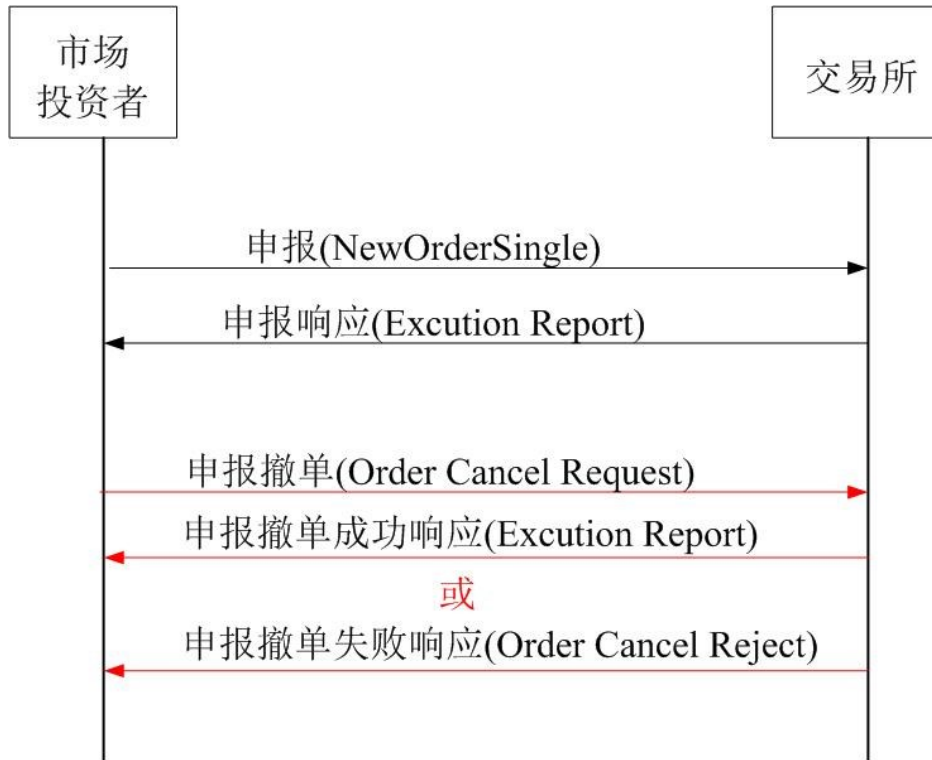 市场
投资者
交易所
申报(NewOrderSingle)
申报响应(Excution Report)
申报撤单(Order Cancel Request)
申报撤单成功响应(Excution Report)
或
申报撤单失败响应(Order Cancel Reject)